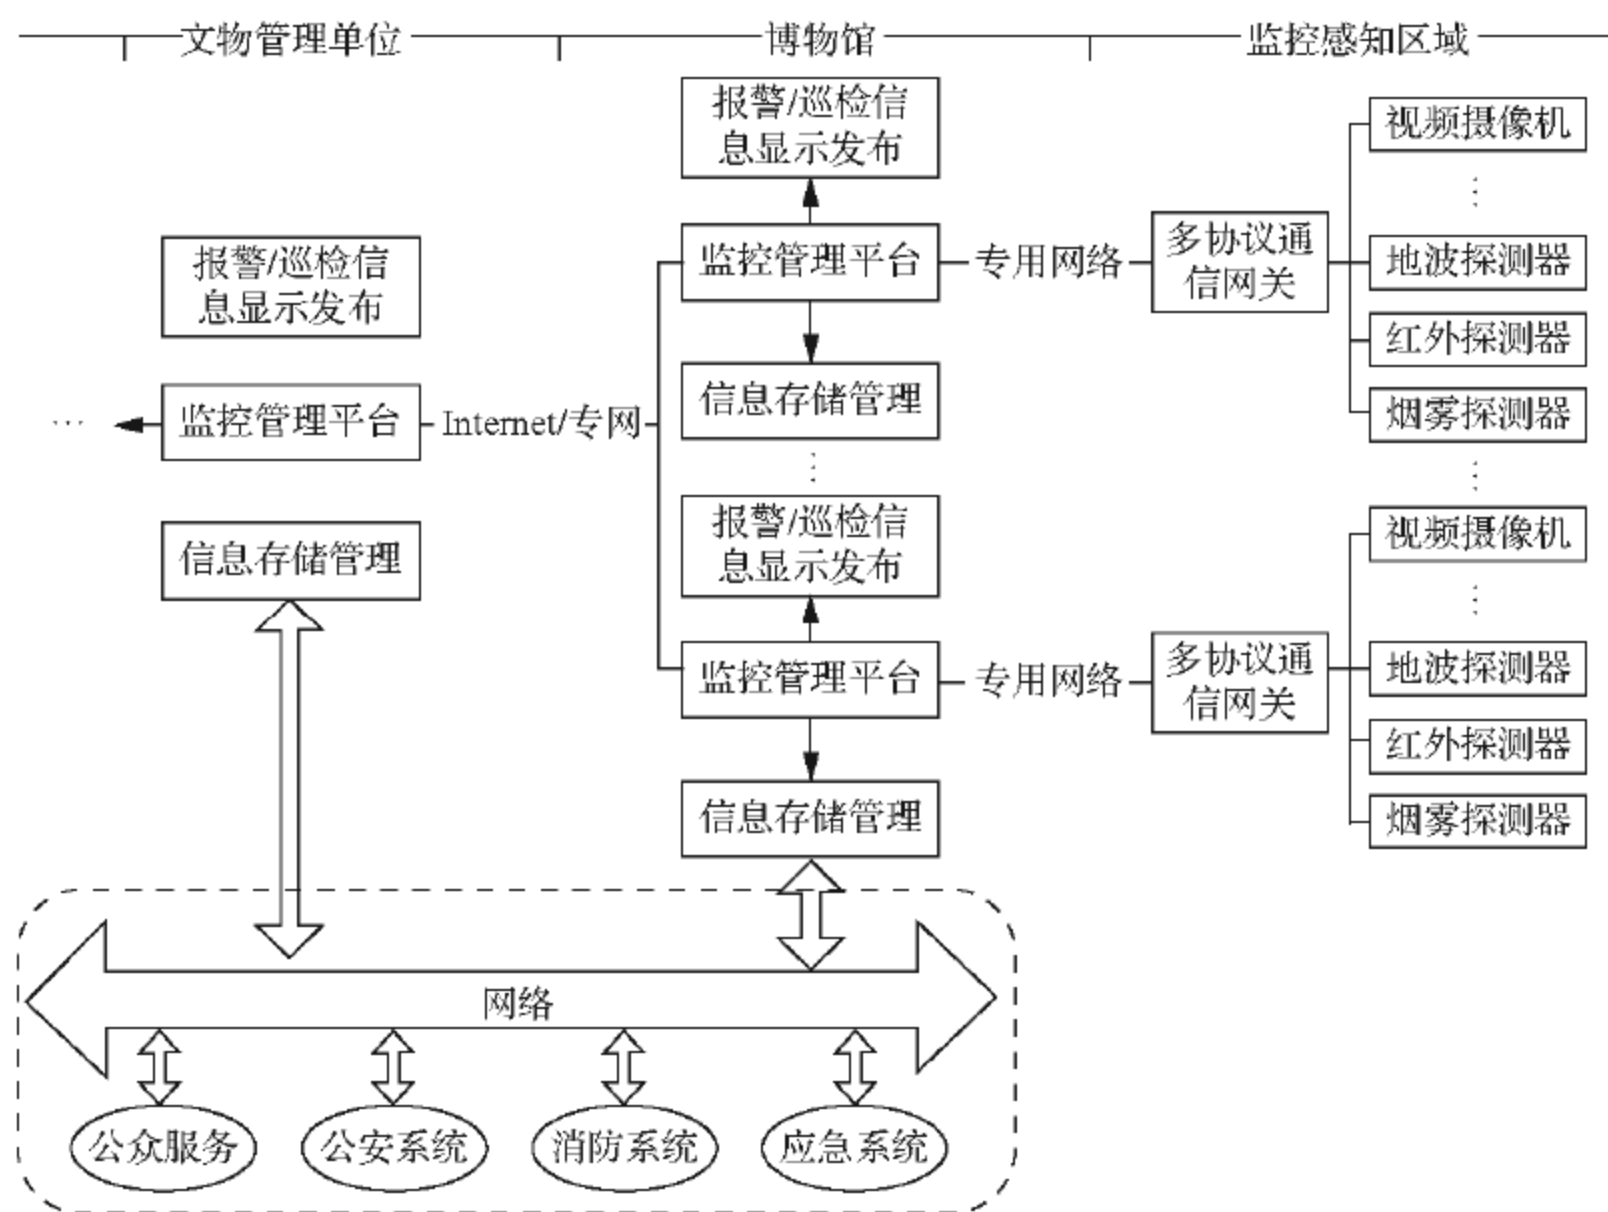 文物管理单位
博物馆
监控感知区域
报警/巡检信
息显示发布
监控管理平台
信息存储管理
...
Internet/专网
报警/巡检信
息显示发布
监控管理平台
信息存储管理
⋮
报警/巡检信
息显示发布
监控管理平台
信息存储管理
专用网络
多协议通
信网关
视频摄像机
⋮
地波探测器
红外探测器
烟雾探测器
⋮
专用网络
多协议通
信网关
视频摄像机
⋮
地波探测器
红外探测器
烟雾探测器
网络
公众服务
公安系统
消防系统
应急系统